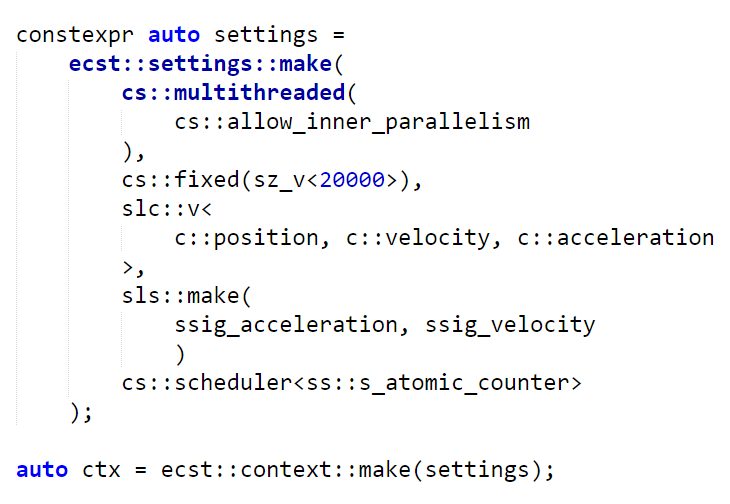 constexpr auto settings =
    ecst::settings::make(
        cs::multithreaded(
            cs::allow_inner_parallelism
        ),
        cs::fixed(sz_v<20000>),
        slc::v<
            c::position, c::velocity, c::acceleration
        >,
        sls::make(
            ssig_acceleration, ssig_velocity
            )
        cs::scheduler<ss::s_atomic_counter>
    );

auto ctx = ecst::context::make(settings);